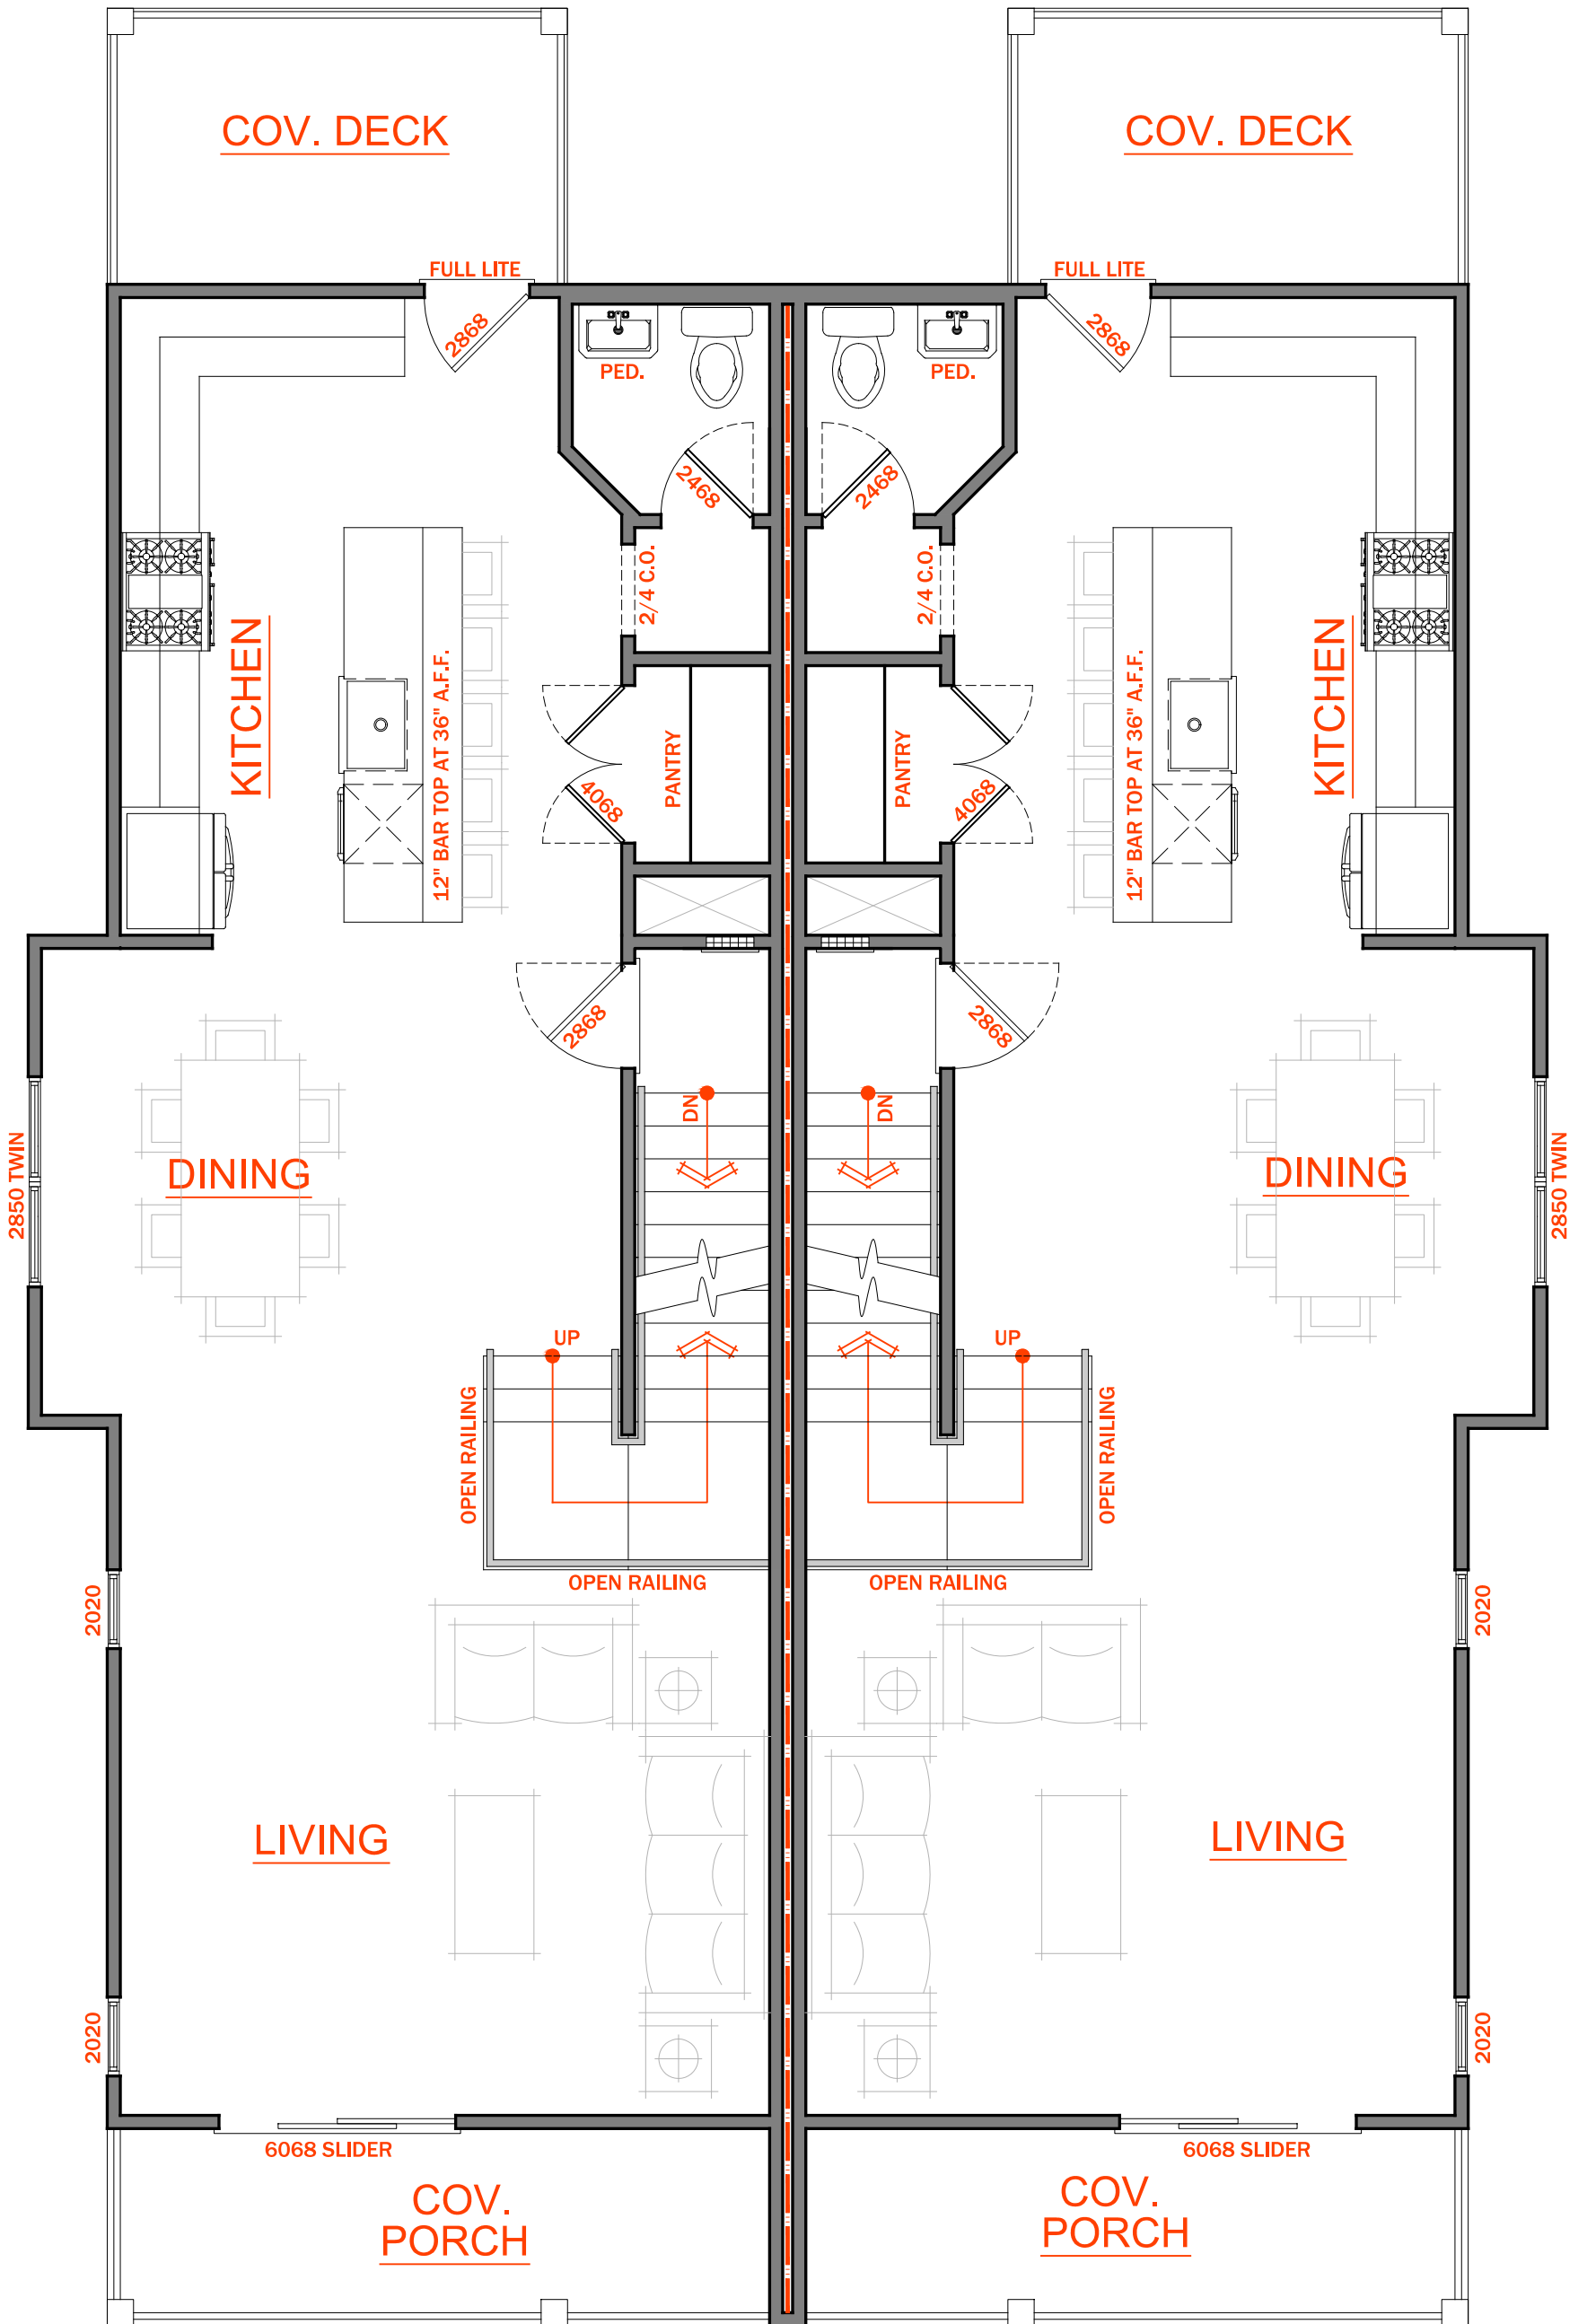 COV. DECK
COV. DECK
FULL LITE
FULL LITE
2868
2868
PED.
PED.
2468
2468
2/4 C.O.
2/4 C.O.
KITCHEN
12" BAR TOP AT 36" A.F.F.
PANTRY
4068
PANTRY
4068
12" BAR TOP AT 36" A.F.F.
KITCHEN
2868
2868
DN
DN
2850 TWIN
DINING
DINING
2850 TWIN
UP
UP
OPEN RAILING
OPEN RAILING
OPEN RAILING
OPEN RAILING
2020
2020
LIVING
LIVING
2020
2020
6068 SLIDER
6068 SLIDER
COV.
PORCH
COV.
PORCH